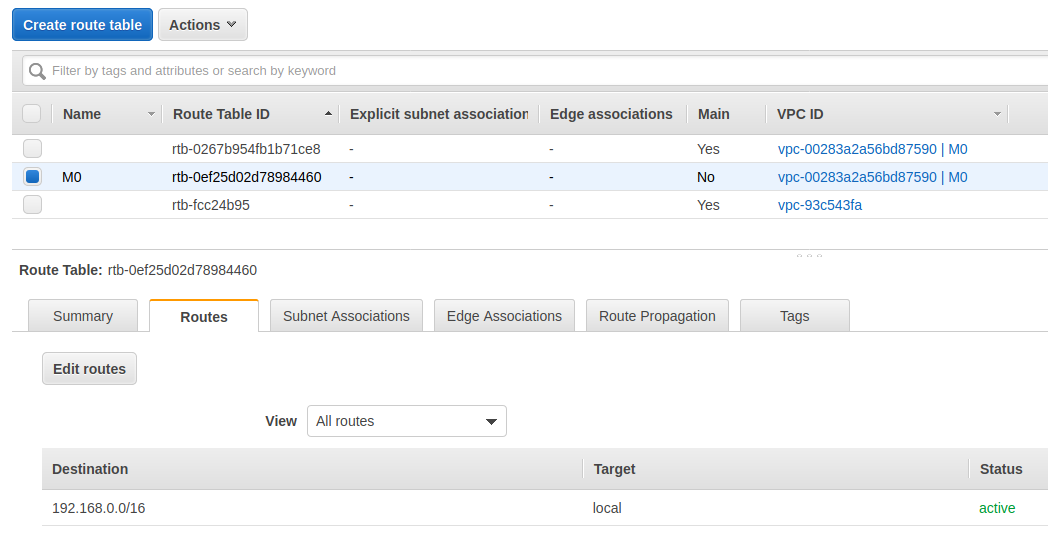 Create route table Actions
Filter by tags and attributes or search by keyword
Name Route Table ID Explicit subnet association Edge associations Main VPC ID
rtb-0267b954fb1b71ce8 - - Yes vpc-00283a2a56bd87590 | M0
M0 rtb-0ef25d02d78984460 - - No vpc-00283a2a56bd87590 | M0
rtb-fcc24b95 - - Yes vpc-93c543fa
Route Table: rtb-0ef25d02d78984460
Summary Routes Subnet Associations Edge Associations Route Propagation Tags
Edit routes
View All routes
Destination Target Status
192.168.0.0/16 local active